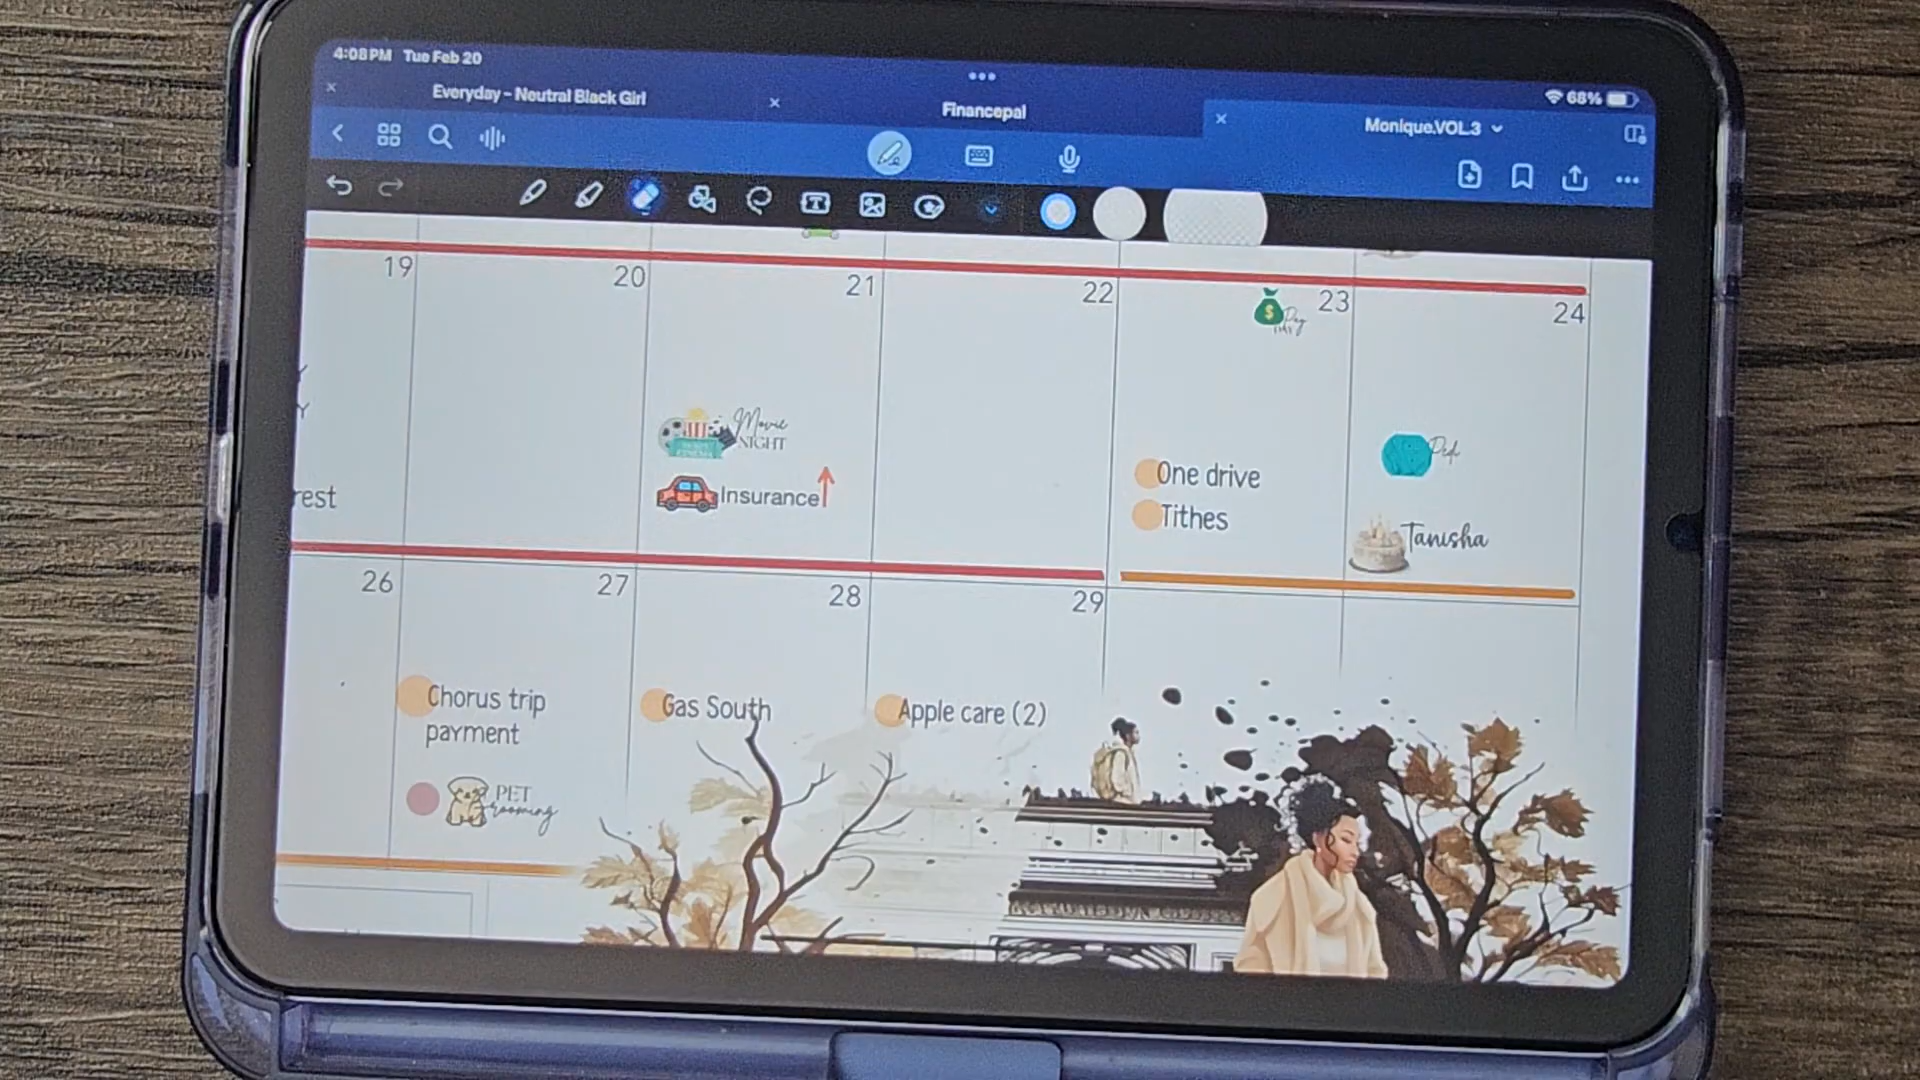 4:08 PM Tue Feb 20
68%
Everyday - Neutral Black Girl
Financepal
Monique.VOL.3
19
20
21
22
23
24
Pay
Movie
NIGHT
Insurance
One drive
Tithes
Pedi
Tanisha
rest
26
27
28
29
Chorus trip
payment
Gas South
Apple care (2)
PET
Grooming